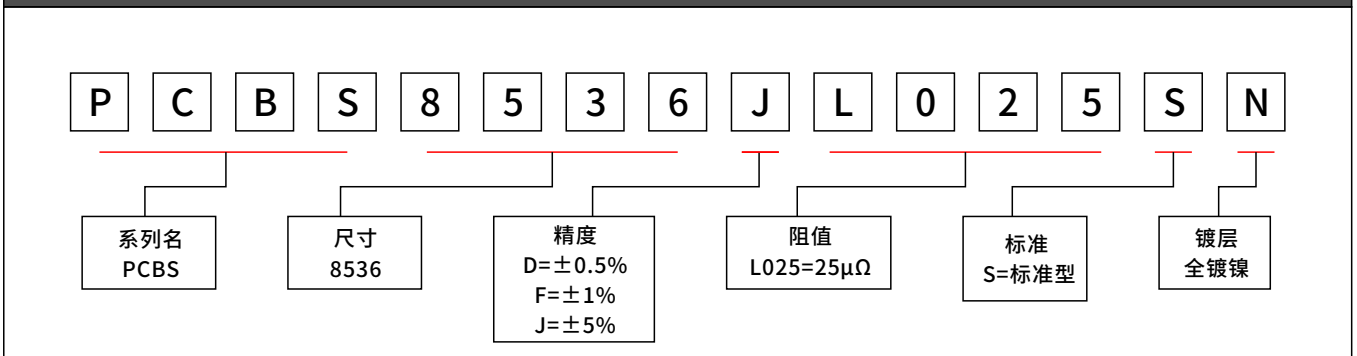 P C B S 8 5 3 6 J L 0 2 5 S N
系列名
PCBS
尺寸
8536
精度
D=±0.5%
F=±1%
J=±5%
阻值
L025=25μΩ
标准
S=标准型
镀层
全镀镍